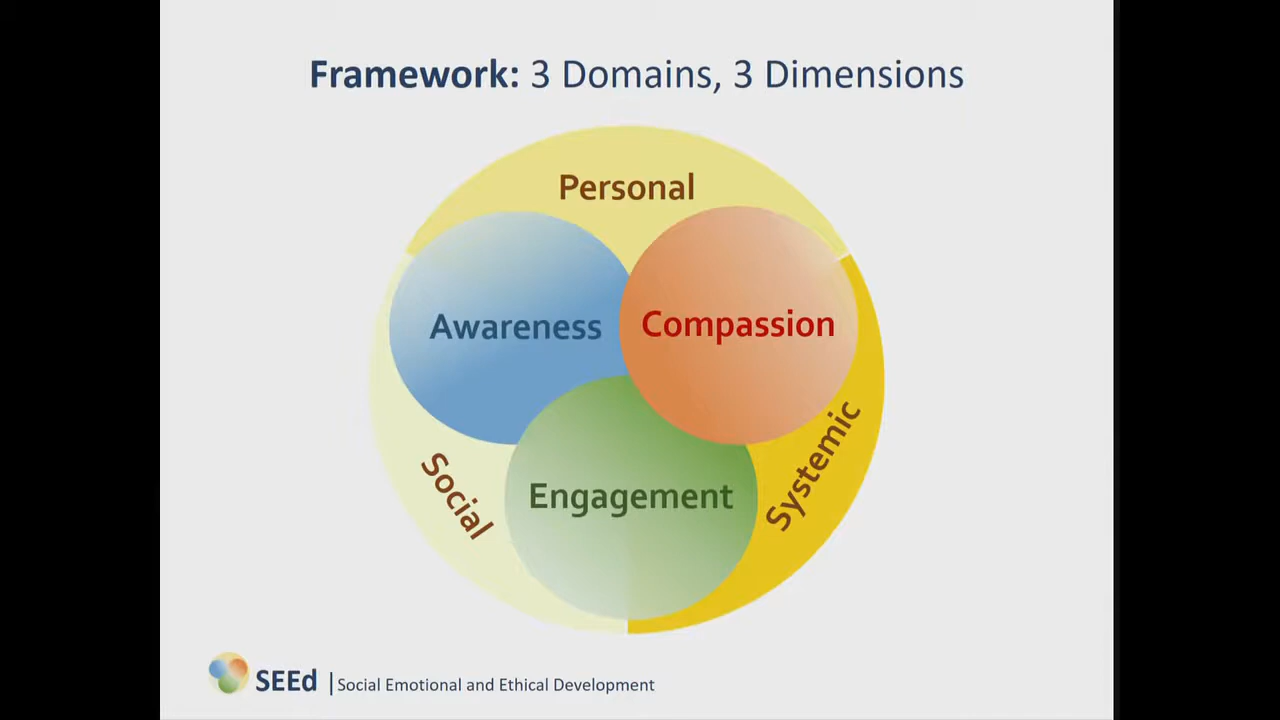 Framework: 3 Domains, 3 Dimensions
Personal
Awareness
Compassion
Social
Engagement
Systemic
SEEd | Social Emotional and Ethical Development